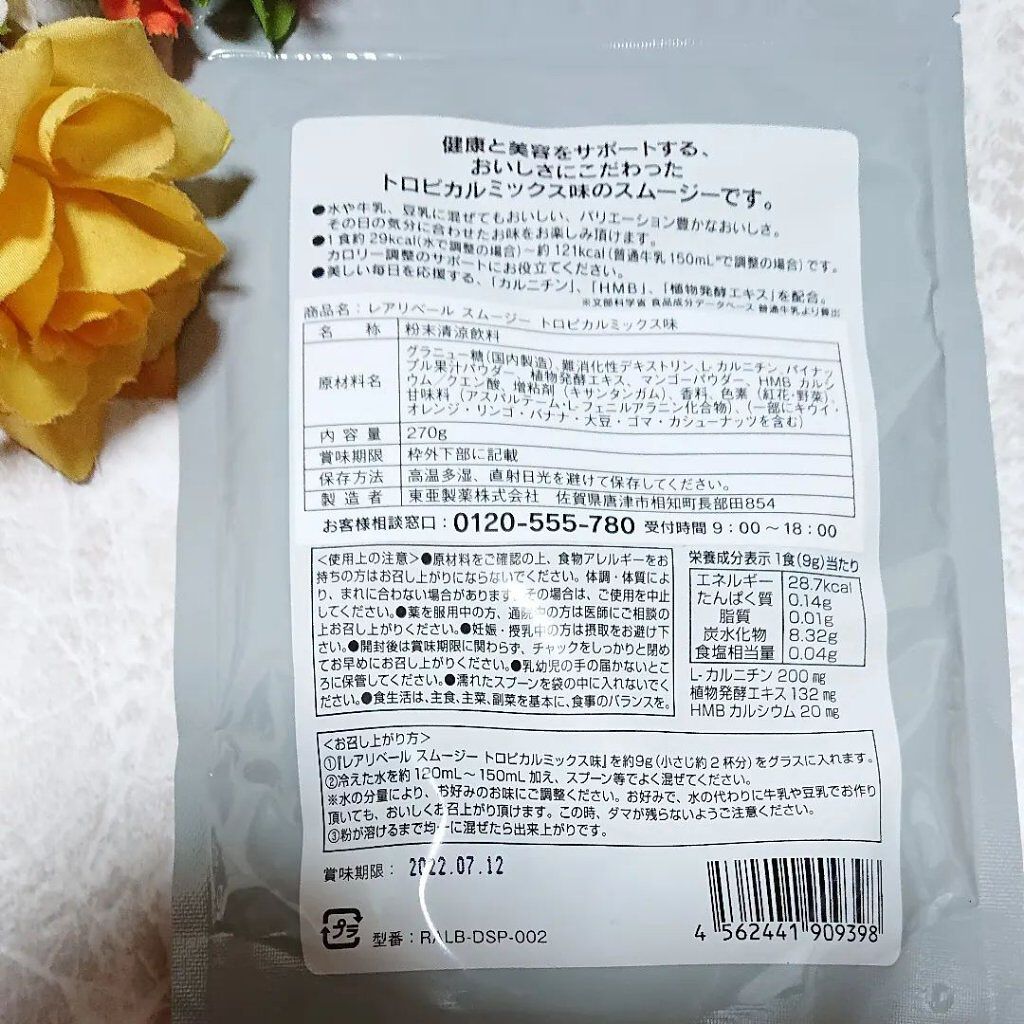 健康と美容をサポートする、
おいしさにこだわった
トロピカルミックス味のスムージーです。
●水や牛乳、豆乳に混ぜてもおいしい、バリエーション豊かなおいしさ。
その日の気分に合わせたお味をお楽しみ頂けます。
●1食約29kcal(水で調整の場合)～約121kcal(普通牛乳150mL※で調整の場合)です。
カロリー調整のサポートにお役立てください。
●美しい毎日を応援する、「カルニチン」、「HMB」、「植物発酵エキス」を配合。
※文部科学省 食品成分データベース 普通牛乳より算出
商品名：レアリベール スムージー トロピカルミックス味
名 称 粉末清涼飲料
原材料名 グラニュー糖(国内製造)、難消化性デキストリン、L-カルニチン、パイナッ
プル果汁パウダー、植物発酵エキス、マンゴーパウダー、HMB カルシ
ウム／クエン酸、増粘剤（キサンタンガム）、香料、色素（紅花・野菜）、
甘味料（アスパルテーム・L-フェニルアラニン化合物）、（一部にキウイ・
オレンジ・リンゴ・バナナ・大豆・ゴマ・カシューナッツを含む）
内容量 270g
賞味期限 枠外下部に記載
保存方法 高温多湿、直射日光を避けて保存してください。
製造者 東亜製薬株式会社 佐賀県唐津市相知町長部田854
お客様相談窓口：0120-555-780 受付時間 9：00～18：00
＜使用上の注意＞●原材料をご確認の上、食物アレルギーをお
持ちの方はお召し上がりにならないでください。体調・体質によ
り、まれに合わない場合があります。その場合は、ご使用を中止
してください。●薬を服用中の方、通院中の方は医師にご相談の
上お召し上がりください。●妊娠・授乳中の方は摂取をお避け下
さい。●開封後は賞味期限に関わらず、チャックをしっかりと閉め
てお早めにお召し上がりください。●乳幼児の手の届かないとこ
ろに保管してください。●濡れたスプーンを袋の中に入れないでく
ださい。●食生活は、主食、主菜、副菜を基本に、食事のバランスを。
栄養成分表示 1食(9g)当たり
エネルギー 28.7kcal
たんぱく質 0.14g
脂質 0.01g
炭水化物 8.32g
食塩相当量 0.04g
L-カルニチン 200mg
植物発酵エキス 132mg
HMBカルシウム 20mg
＜お召し上がり方＞
①『レアリベール スムージー トロピカルミックス味』を約9g(小さじ約2杯分)をグラスに入れます。
②冷えた水を約120mL～150mL加え、スプーン等でよく混ぜてください。
※水の分量により、お好みのお味にご調整ください。お好みで、水の代わりに牛乳や豆乳でお作り
頂いても、おいしくお召し上がり頂けます。この時、ダマが残らないようご注意ください。
③粉が溶けるまで均一に混ぜたら出来上がりです。
賞味期限：2022.07.12
プラ
型番：RALB-DSP-002
4 562441 909398